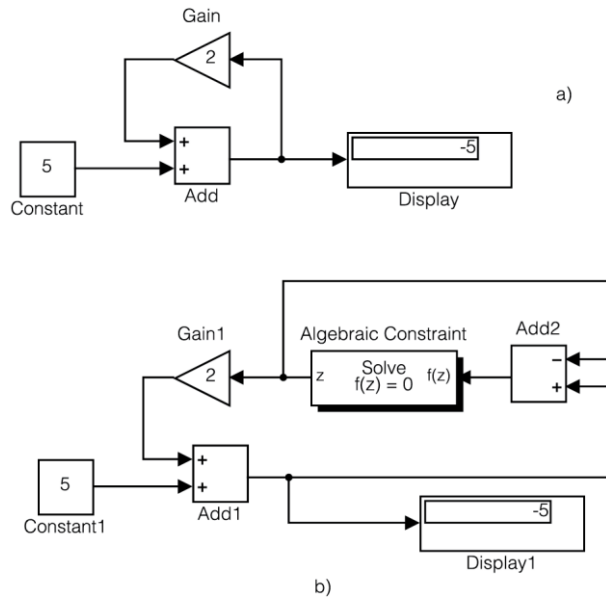 Gain
2
a)
+
+
5
-5
Add
Constant
Display
Gain1
Algebraic Constraint
Add2
2
z
Solve
f(z) = 0
f(z)
−
+
+
+
5
-5
Constant1
Add1
Display1
b)